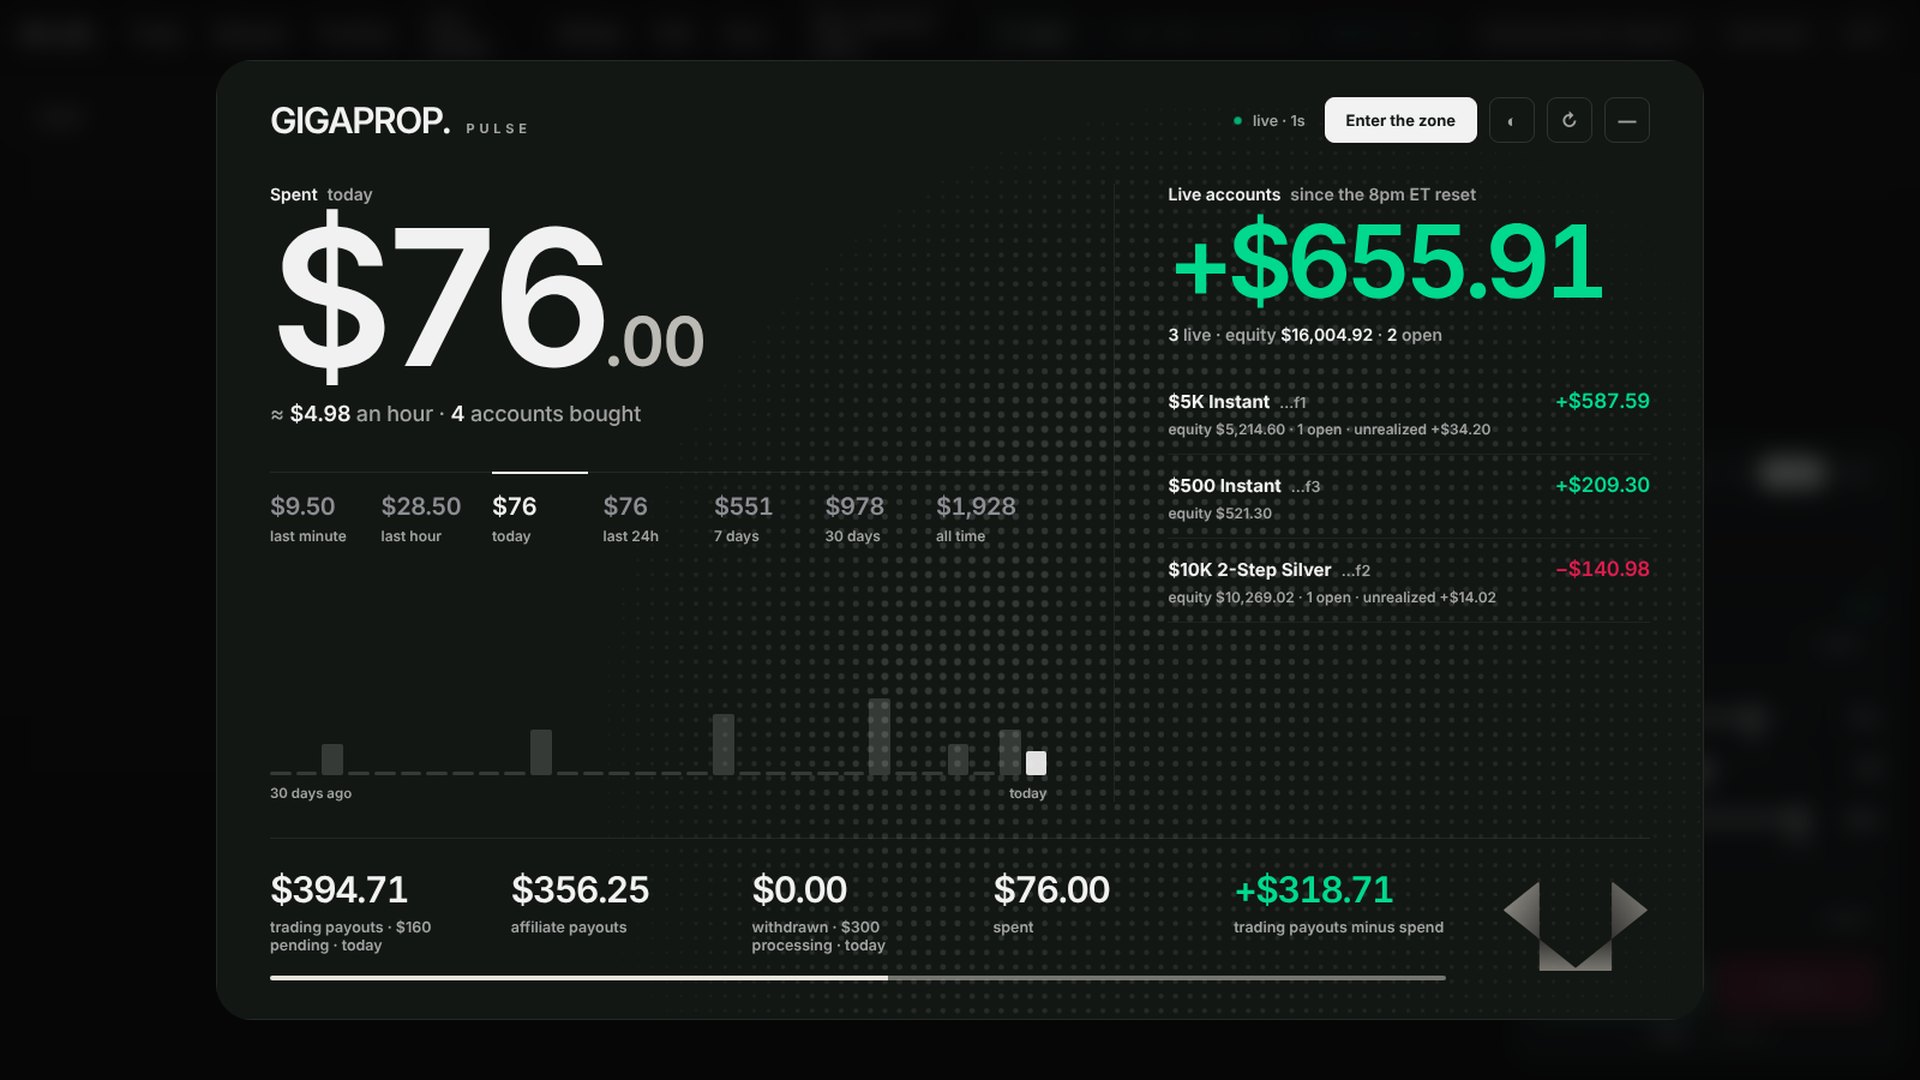 GIGAPROP. PULSE
live · 1s
Enter the zone
Spent today
$76.00
≈ $4.98 an hour · 4 accounts bought
$9.50 $28.50 $76 $76 $551 $978 $1,928
last minute last hour today last 24h 7 days 30 days all time
30 days ago today
Live accounts since the 8pm ET reset
+$655.91
3 live · equity $16,004.92 · 2 open
$5K Instant ...f1 +$587.59
equity $5,214.60 · 1 open · unrealized +$34.20
$500 Instant ...f3 +$209.30
equity $521.30
$10K 2-Step Silver ...f2 −$140.98
equity $10,269.02 · 1 open · unrealized +$14.02
$394.71
trading payouts · $160
pending · today
$356.25
affiliate payouts
$0.00
withdrawn · $300
processing · today
$76.00
spent
+$318.71
trading payouts minus spend